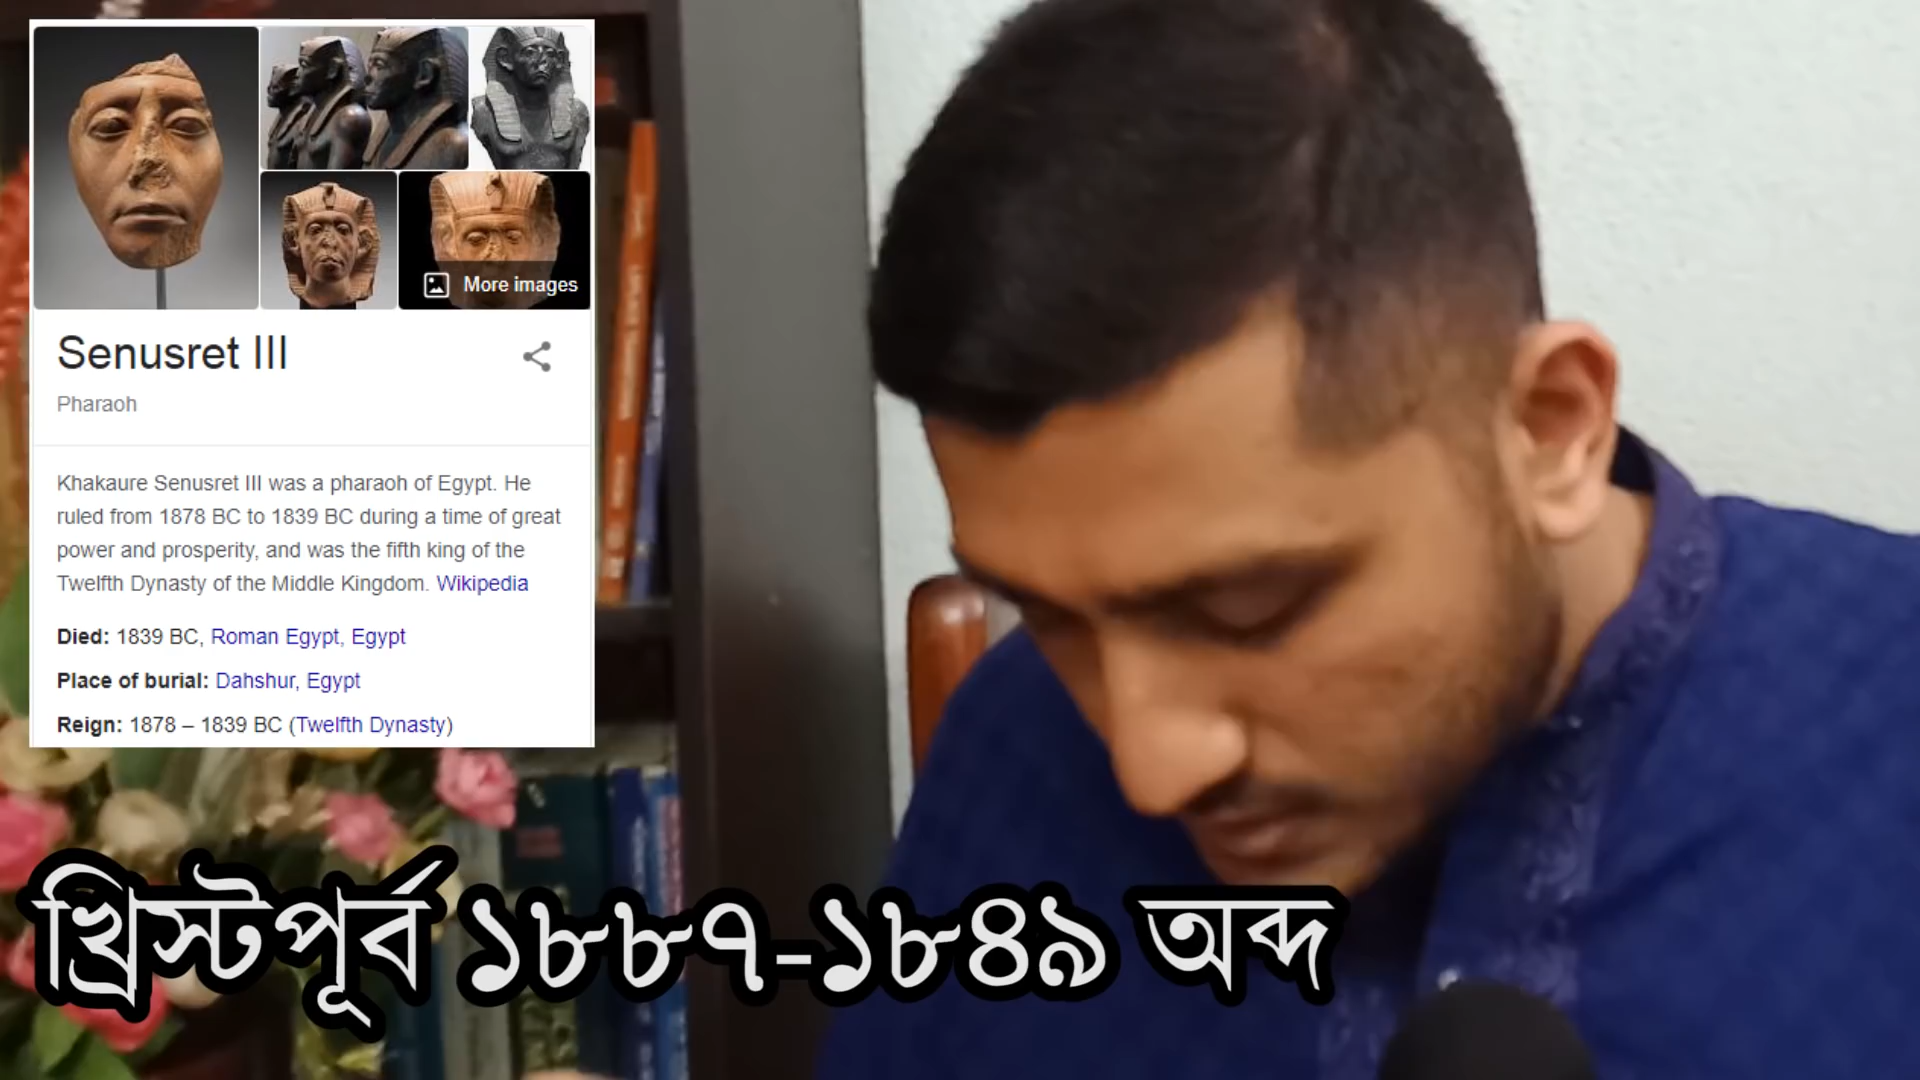 More images
Senusret III
Pharaoh
Khakaure Senusret III was a pharaoh of Egypt. He
ruled from 1878 BC to 1839 BC during a time of great
power and prosperity, and was the fifth king of the
Twelfth Dynasty of the Middle Kingdom. Wikipedia
Died: 1839 BC, Roman Egypt, Egypt
Place of burial: Dahshur, Egypt
Reign: 1878 – 1839 BC (Twelfth Dynasty)
খ্রিস্টপূর্ব ১৮৮৭-১৮৪৯ অব্দ